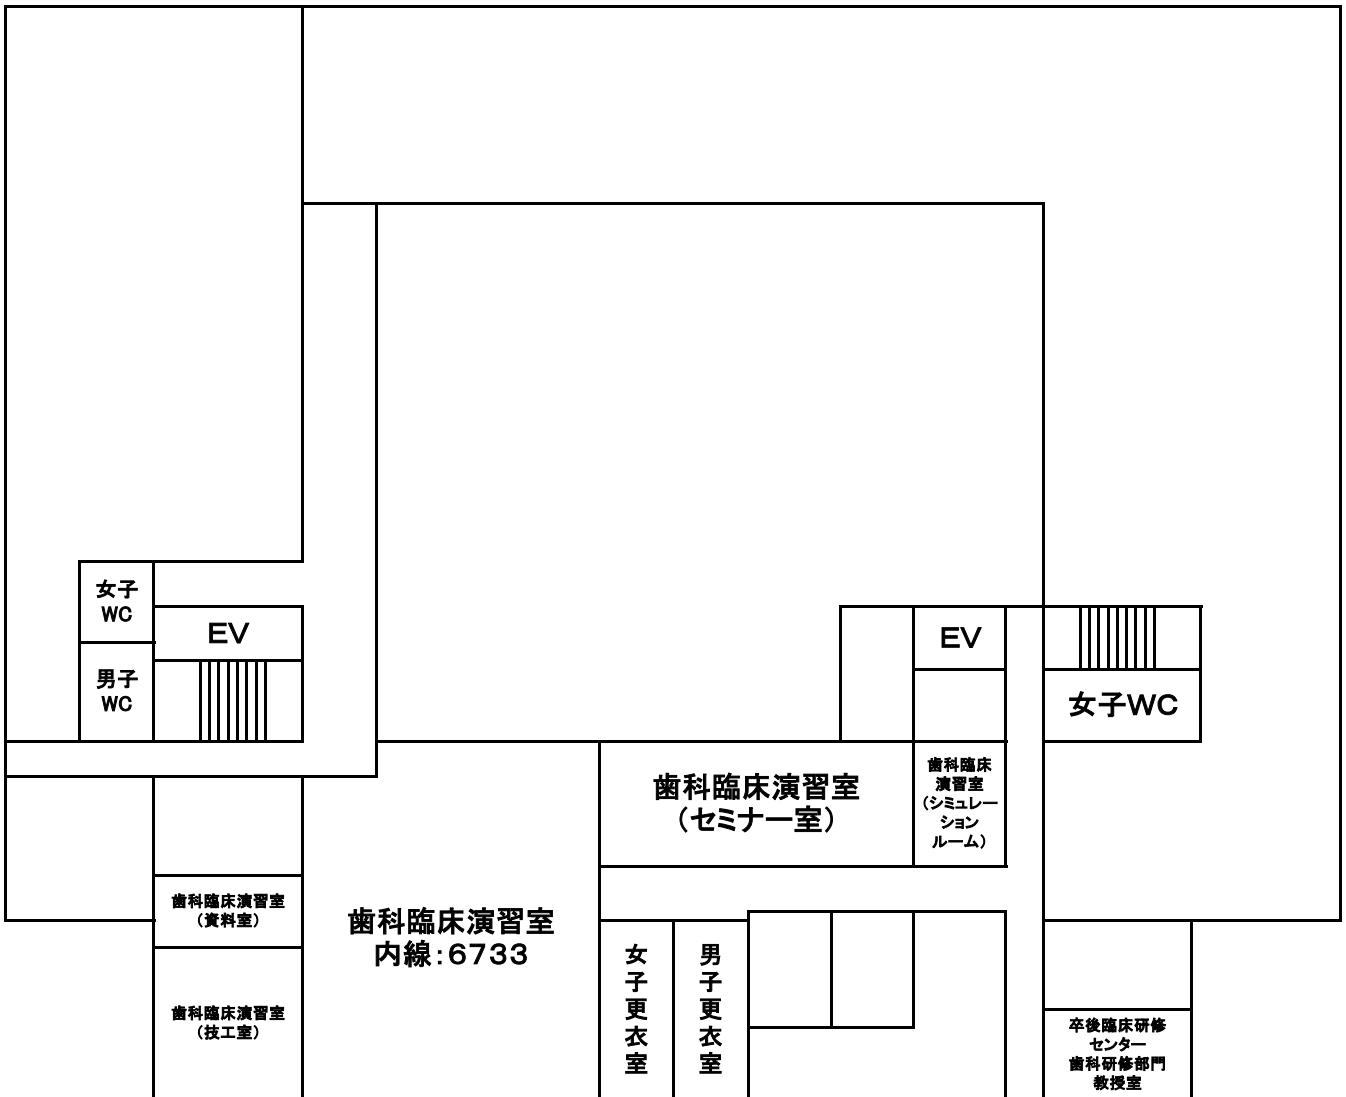 女子
WC
男子
WC
EV
EV
女子WC
歯科臨床演習室
（セミナー室）
歯科臨床
演習室
（シミュレー
ション
ルーム）
歯科臨床演習室
（資料室）
歯科臨床演習室
内線：6733
歯科臨床演習室
（技工室）
女子更衣室
男子更衣室
卒後臨床研修
センター
歯科研修部門
教授室